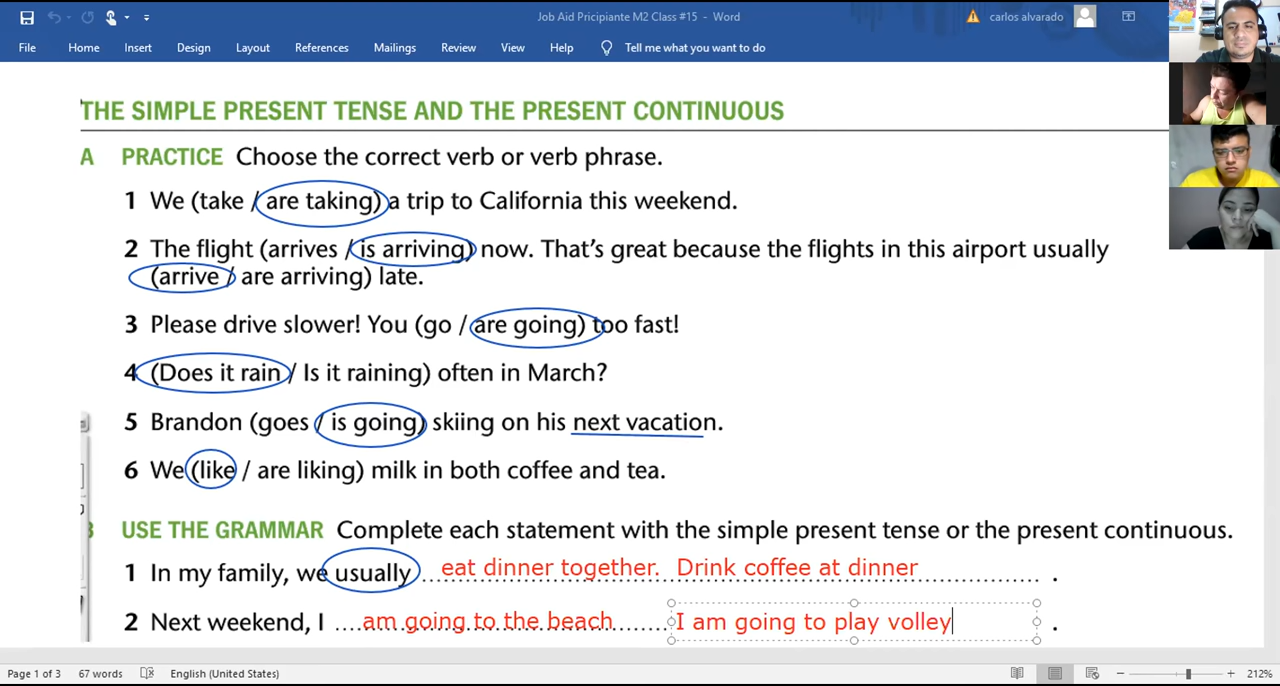 Job Aid Pricipiante M2 Class #15 - Word
carlos alvarado
File Home Insert Design Layout References Mailings Review View Help Tell me what you want to do
THE SIMPLE PRESENT TENSE AND THE PRESENT CONTINUOUS
A PRACTICE Choose the correct verb or verb phrase.
1 We (take / are taking) a trip to California this weekend.
2 The flight (arrives / is arriving) now. That's great because the flights in this airport usually
(arrive / are arriving) late.
3 Please drive slower! You (go / are going) too fast!
4 (Does it rain / Is it raining) often in March?
5 Brandon (goes / is going) skiing on his next vacation.
6 We (like / are liking) milk in both coffee and tea.
B USE THE GRAMMAR Complete each statement with the simple present tense or the present continuous.
1 In my family, we usually eat dinner together. Drink coffee at dinner .
2 Next weekend, I am going to the beach I am going to play volley .
Page 1 of 3 67 words English (United States) 212%